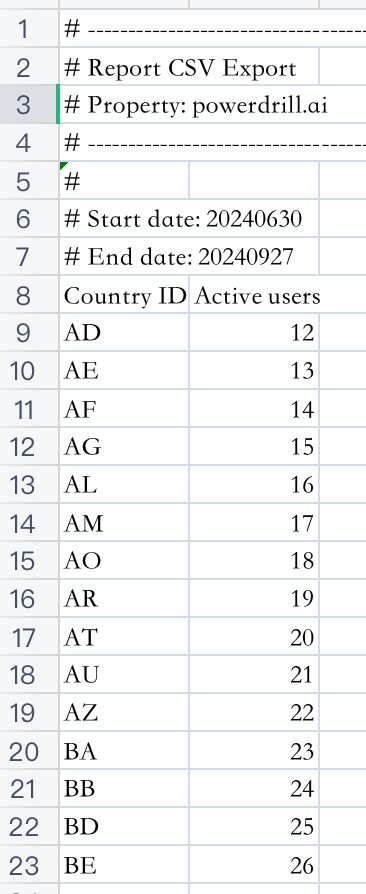 1 # --------------------------------------------
2 # Report CSV Export
3 # Property: powerdrill.ai
4 # --------------------------------------------
5 #
6 # Start date: 20240630
7 # End date: 20240927
8 Country ID Active users
9 AD 12
10 AE 13
11 AF 14
12 AG 15
13 AL 16
14 AM 17
15 AO 18
16 AR 19
17 AT 20
18 AU 21
19 AZ 22
20 BA 23
21 BB 24
22 BD 25
23 BE 26